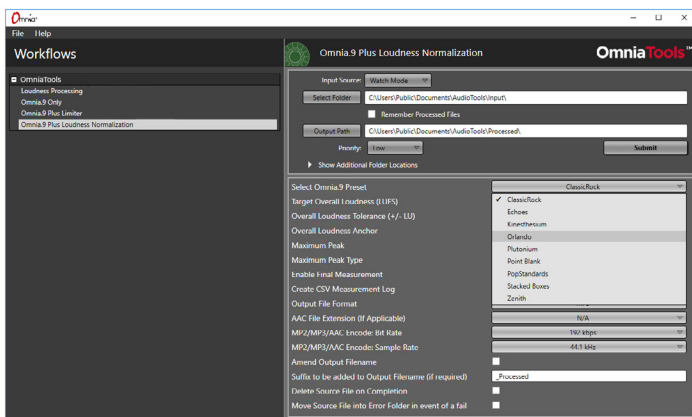 Omnia
File Help
Workflows
Omnia.9 Plus Loudness Normalization
OmniaTools™
OmniaTools
Loudness Processing
Omnia.9 Only
Omnia.9 Plus Limiter
Omnia.9 Plus Loudness Normalization
Input Source: Watch Mode
Select Folder C:\Users\Public\Documents\AudioTools\Input\
Remember Processed Files
Output Path C:\Users\Public\Documents\AudioTools\Processed\
Priority: Low Submit
Show Additional Folder Locations
Select Omnia.9 Preset ClassicRock
Target Overall Loudness (LUFS) ✓ ClassicRock
Echoes
Overall Loudness Tolerance (+/- LU)
Kinesthesium
Overall Loudness Anchor
Orlando
Maximum Peak
Plutonium
Maximum Peak Type
Point Blank
Enable Final Measurement
PopStandards
Create CSV Measurement Log
Stacked Boxes
Output File Format
Zenith
AAC File Extension (If Applicable) N/A
MP2/MP3/AAC Encode: Bit Rate 192 kbps
MP2/MP3/AAC Encode: Sample Rate 44.1 kHz
Amend Output Filename
Suffix to be added to Output Filename (if required) _Processed
Delete Source File on Completion
Move Source File into Error Folder in event of a fail